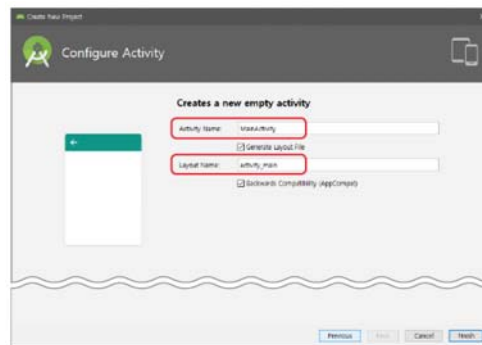 Create New Project
Configure Activity
Creates a new empty activity
Activity Name: MainActivity
Generate Layout File
Layout Name: activity_main
Backwards Compatibility (AppCompat)
Previous Next Cancel Finish